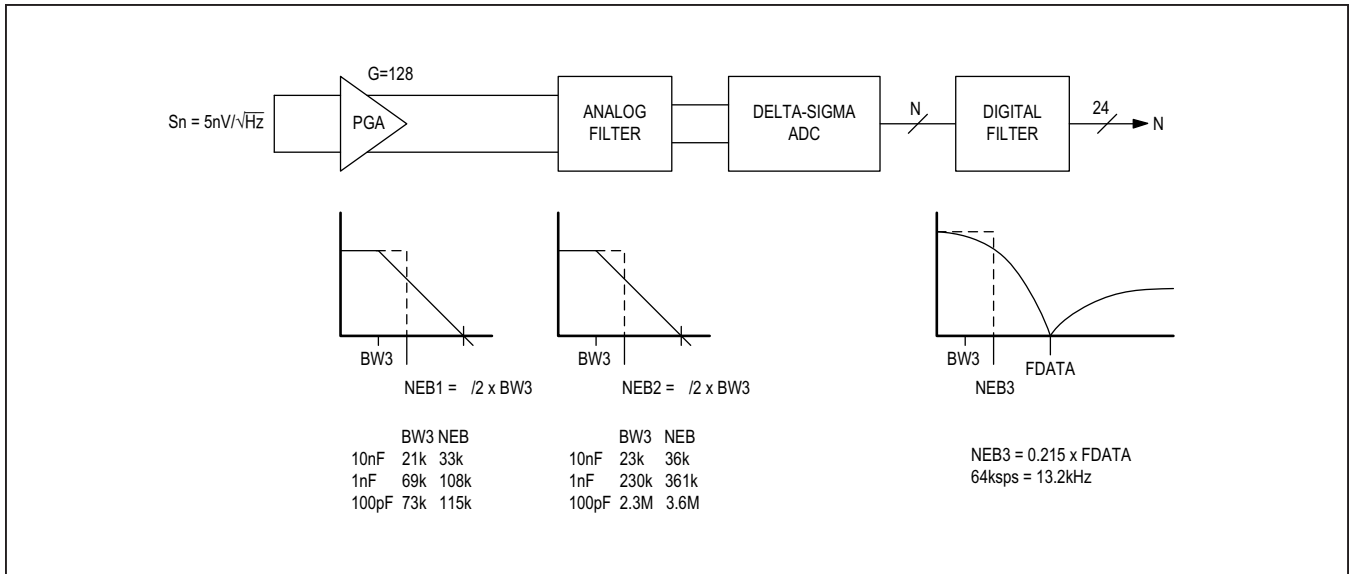 G=128
Sn = 5nV/√Hz
PGA
ANALOG
FILTER
DELTA-SIGMA
ADC
N
DIGITAL
FILTER
24
N
BW3
NEB1 = /2 x BW3
BW3 NEB
10nF 21k 33k
1nF 69k 108k
100pF 73k 115k
BW3
NEB2 = /2 x BW3
BW3 NEB
10nF 23k 36k
1nF 230k 361k
100pF 2.3M 3.6M
BW3
FDATA
NEB3
NEB3 = 0.215 x FDATA
64ksps = 13.2kHz